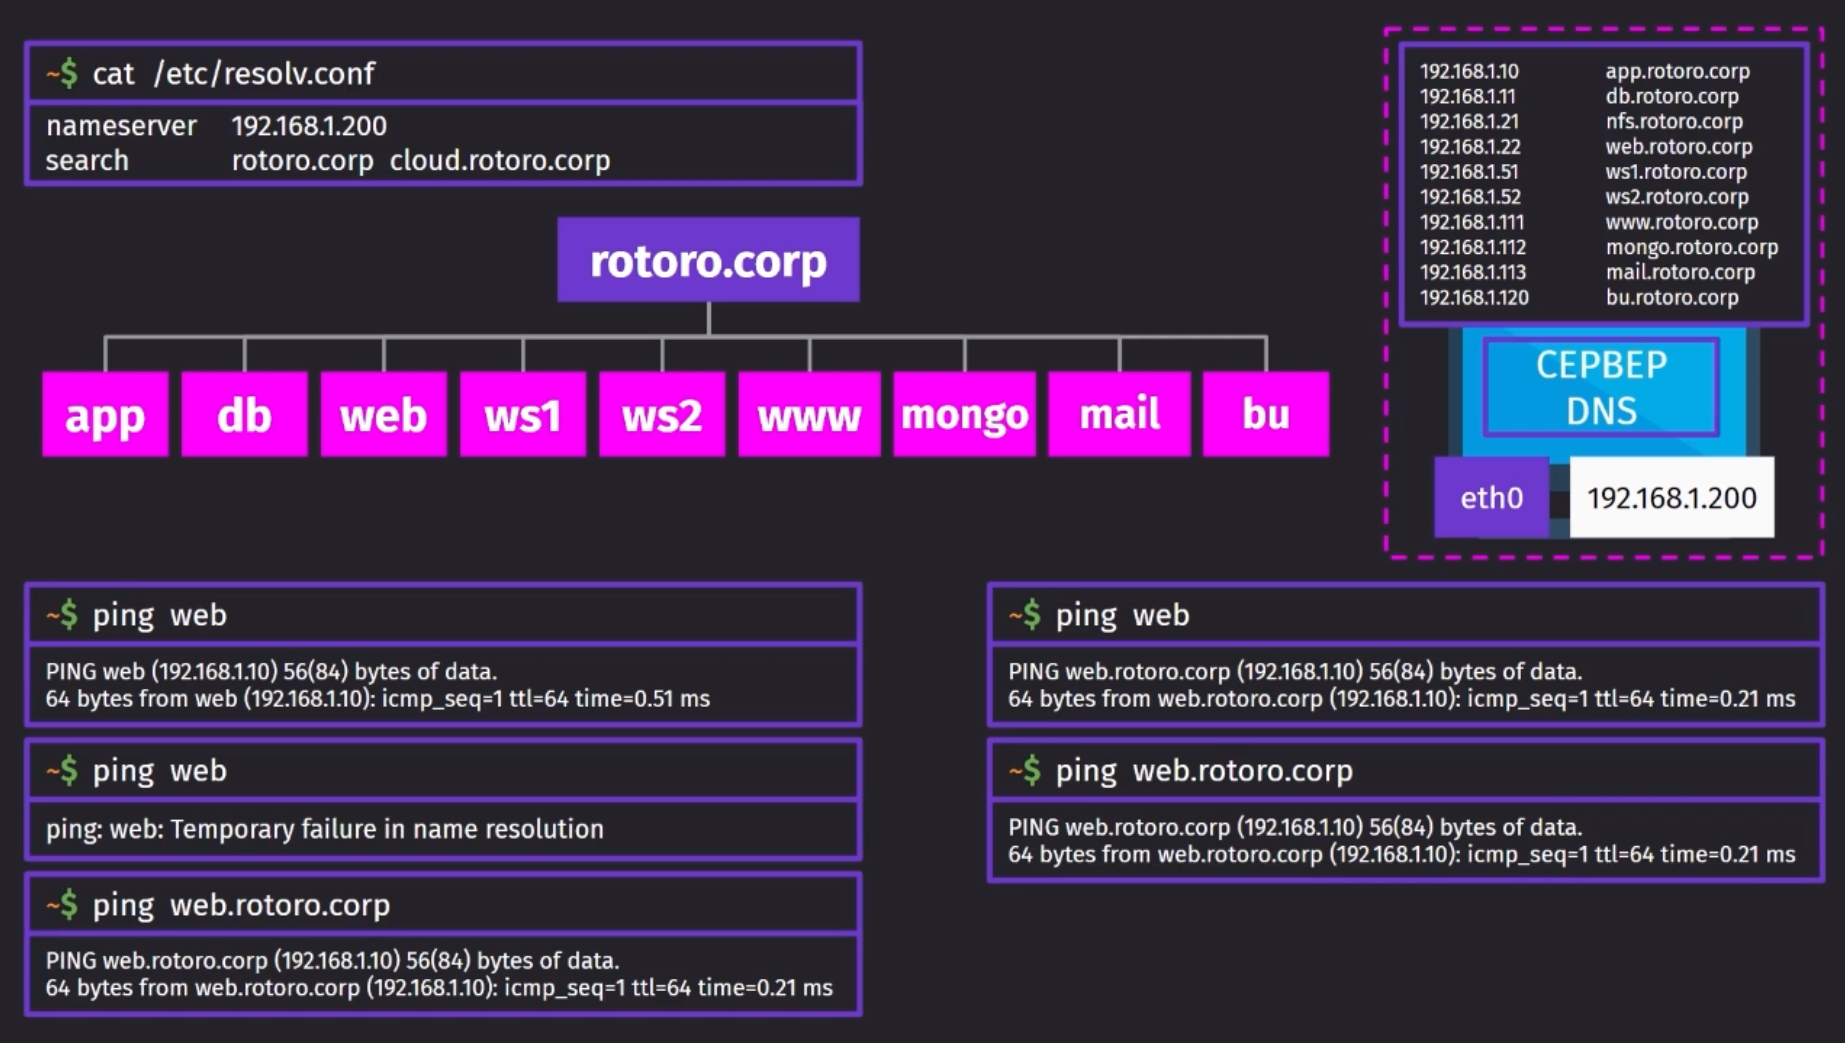 ~$ cat /etc/resolv.conf
nameserver 192.168.1.200
search rotoro.corp cloud.rotoro.corp
rotoro.corp
app db web ws1 ws2 www mongo mail bu
192.168.1.10 app.rotoro.corp
192.168.1.11 db.rotoro.corp
192.168.1.21 nfs.rotoro.corp
192.168.1.22 web.rotoro.corp
192.168.1.51 ws1.rotoro.corp
192.168.1.52 ws2.rotoro.corp
192.168.1.111 www.rotoro.corp
192.168.1.112 mongo.rotoro.corp
192.168.1.113 mail.rotoro.corp
192.168.1.120 bu.rotoro.corp
СЕРВЕР
DNS
eth0 192.168.1.200
~$ ping web
PING web (192.168.1.10) 56(84) bytes of data.
64 bytes from web (192.168.1.10): icmp_seq=1 ttl=64 time=0.51 ms
~$ ping web
ping: web: Temporary failure in name resolution
~$ ping web.rotoro.corp
PING web.rotoro.corp (192.168.1.10) 56(84) bytes of data.
64 bytes from web.rotoro.corp (192.168.1.10): icmp_seq=1 ttl=64 time=0.21 ms
~$ ping web
PING web.rotoro.corp (192.168.1.10) 56(84) bytes of data.
64 bytes from web.rotoro.corp (192.168.1.10): icmp_seq=1 ttl=64 time=0.21 ms
~$ ping web.rotoro.corp
PING web.rotoro.corp (192.168.1.10) 56(84) bytes of data.
64 bytes from web.rotoro.corp (192.168.1.10): icmp_seq=1 ttl=64 time=0.21 ms